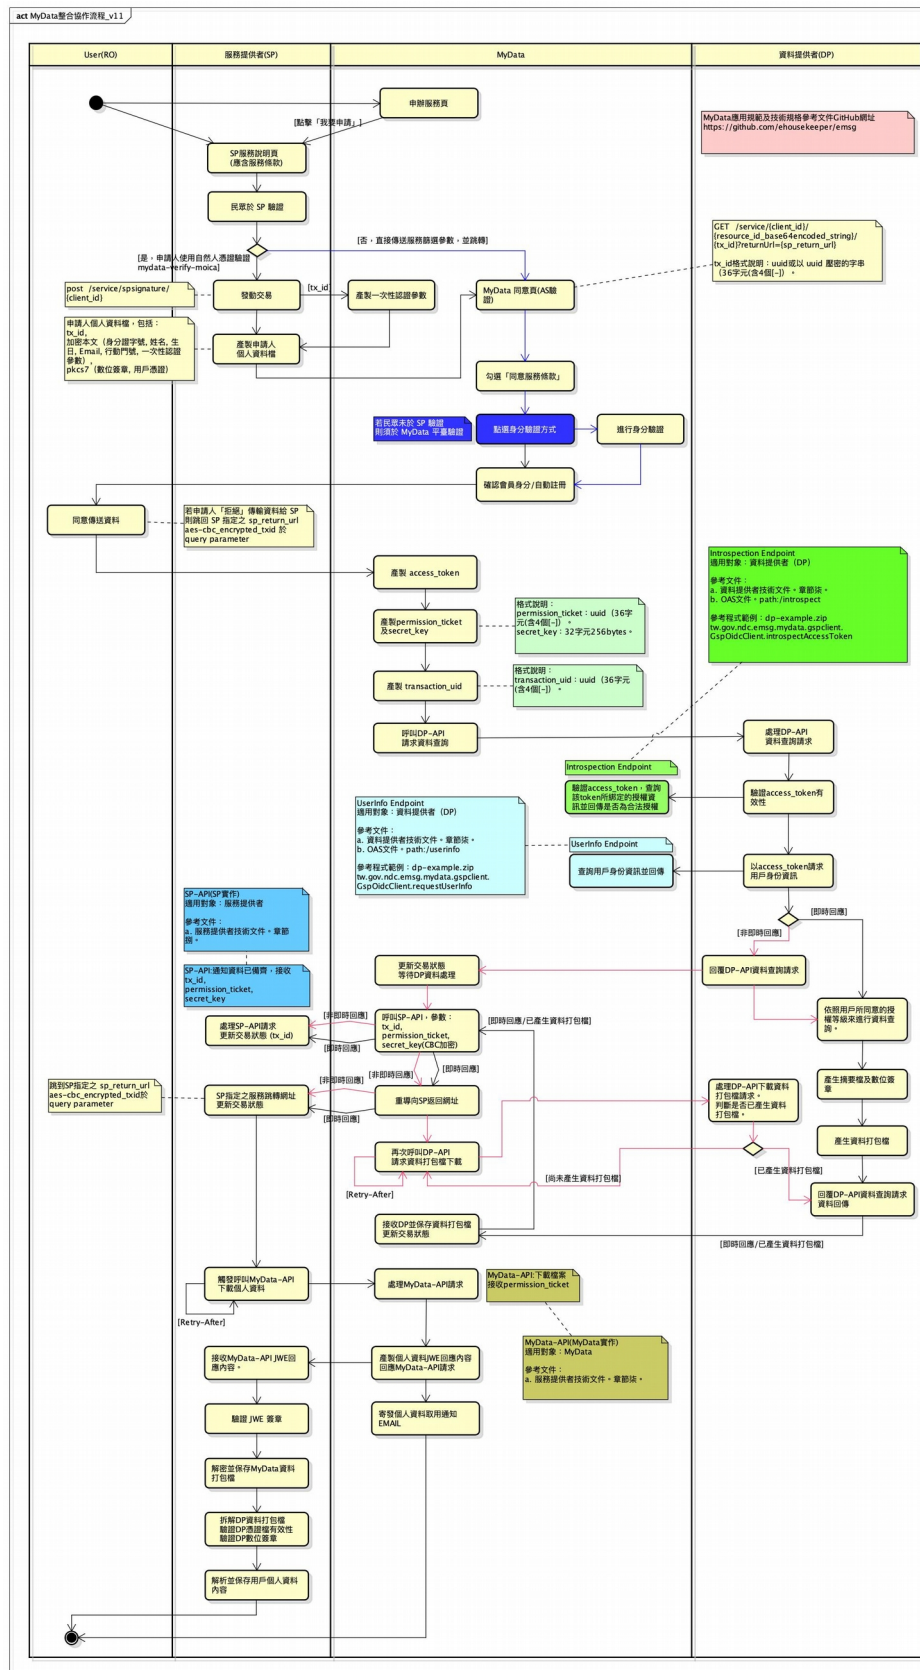 act MyData整合協作流程_v11
User(RO)
服務提供者(SP)
MyData
資料提供者(DP)
申辦服務頁
[點擊「我要申請」]
MyData應用規範及技術規格參考文件GitHub網址
https://github.com/ehousekeeper/emsg
SP服務說明頁
(應含服務條款)
民眾於 SP 驗證
[否，直接傳送服務篩選參數，並跳轉]
[是，申請人使用自然人憑證驗證
mydata-verify-moica]
GET /service/{client_id}/
{resource_id_base64encoded_string}/
{tx_id}?returnUrl={sp_return_url}
tx_id格式說明：uuid或以 uuid 壓密的字串
（36字元(含4個[-]）。
post /service/spsignature/
{client_id}
發動交易
[tx_id]
產製一次性認證參數
MyData 同意頁(AS驗
證)
申請人個人資料檔，包括：
tx_id,
加密本文（身分證字號, 姓名, 生
日, Email, 行動門號, 一次性認證
參數）,
pkcs7（數位簽章, 用戶憑證）
產製申請人
個人資料檔
勾選「同意服務條款」
若民眾未於 SP 驗證
則須於 MyData 平臺驗證
點選身分驗證方式
進行身分驗證
確認會員身分/自動註冊
同意傳送資料
若申請人「拒絕」傳輸資料給 SP
則跳回 SP 指定之 sp_return_url
aes-cbc_encrypted_txid 於
query parameter
Introspection Endpoint
適用對象：資料提供者（DP）
參考文件：
a. 資料提供者技術文件。章節柒。
b. OAS文件。path:/introspect
參考程式範例：dp-example.zip
tw.gov.ndc.emsg.mydata.gspclient.
GspOidcClient.introspectAccessToken
產製 access_token
產製permission_ticket
及secret_key
格式說明：
permission_ticket：uuid（36字
元(含4個[-]）。
secret_key：32字元256bytes。
產製 transaction_uid
格式說明：
transaction_uid：uuid（36字元
(含4個[-]）。
呼叫DP-API
請求資料查詢
處理DP-API
資料查詢請求
Introspection Endpoint
驗證access_token，查詢
該token所綁定的授權資
訊並回傳是否為合法授權
驗證access_token有
效性
UserInfo Endpoint
適用對象：資料提供者（DP）
參考文件：
a. 資料提供者技術文件。章節柒。
b. OAS文件。path:/userinfo
參考程式範例：dp-example.zip
tw.gov.ndc.emsg.mydata.gspclient.
GspOidcClient.requestUserInfo
UserInfo Endpoint
查詢用戶身份資訊並回傳
以access_token請求
用戶身份資訊
[即時回應]
[非即時回應]
SP-API(SP實作)
適用對象：服務提供者
參考文件：
a. 服務提供者技術文件。章節
捌。
SP-API:通知資料已備齊，接收
tx_id,
permission_ticket,
secret_key
更新交易狀態
等待DP資料處理
回覆DP-API資料查詢請求
依照用戶所同意的授
權等級來進行資料查
詢。
處理SP-API請求
更新交易狀態 (tx_id)
[非即時回應]
[即時回應]
呼叫SP-API，參數：
tx_id,
permission_ticket,
secret_key(CBC加密)
[即時回應/已產生資料打包檔]
[非即時回應]
[即時回應]
跳到SP指定之 sp_return_url
aes-cbc_encrypted_txid於
query parameter
SP指定之服務跳轉網址
更新交易狀態
[非即時回應]
[即時回應]
重導向SP返回網址
處理DP-API下載資料
打包檔請求。
判斷是否已產生資料
打包檔。
產生摘要檔及數位簽
章
產生資料打包檔
再次呼叫DP-API
請求資料打包檔下載
[Retry-After]
[尚未產生資料打包檔]
[已產生資料打包檔]
回覆DP-API資料查詢請求
資料回傳
接收DP並保存資料打包檔
更新交易狀態
[即時回應/已產生資料打包檔]
觸發呼叫MyData-API
下載個人資料
[Retry-After]
處理MyData-API請求
MyData-API:下載檔案
接收permission_ticket
MyData-API(MyData實作)
適用對象：MyData
參考文件：
a. 服務提供者技術文件。章節柒。
接收MyData-API JWE回
應內容。
產製個人資料JWE回應內容
回應MyData-API請求
驗證 JWE 簽章
寄發個人資料取用通知
EMAIL
解密並保存MyData資料
打包檔
拆解DP資料打包檔
驗證DP憑證檔有效性
驗證DP數位簽章
解析並保存用戶個人資料
內容